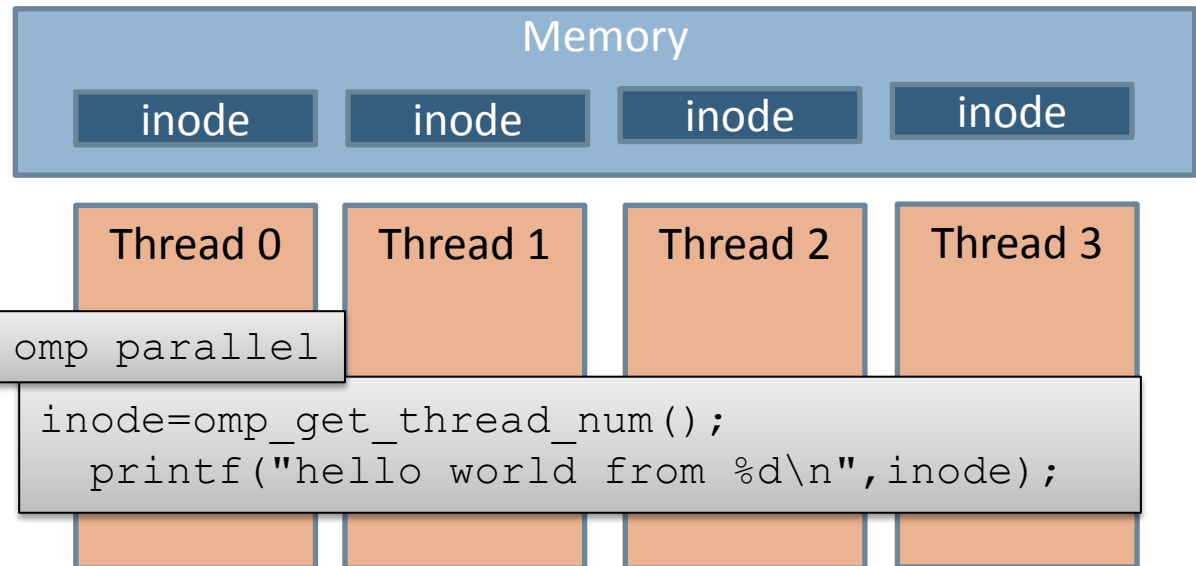 Memory
inode inode inode inode
Thread 0 Thread 1 Thread 2 Thread 3
omp parallel
inode=omp_get_thread_num();
printf("hello world from %d\n",inode);